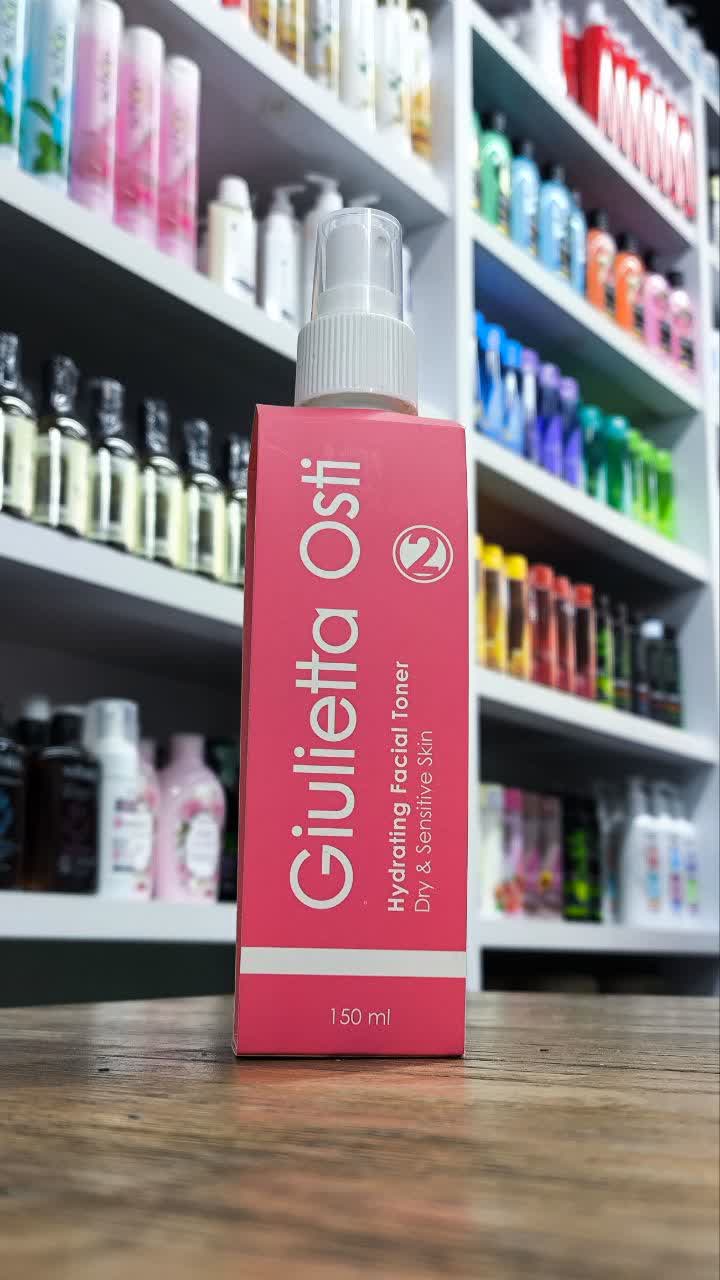 Giulietta Osti
2
Hydrating Facial Toner
Dry & Sensitive Skin
150 ml